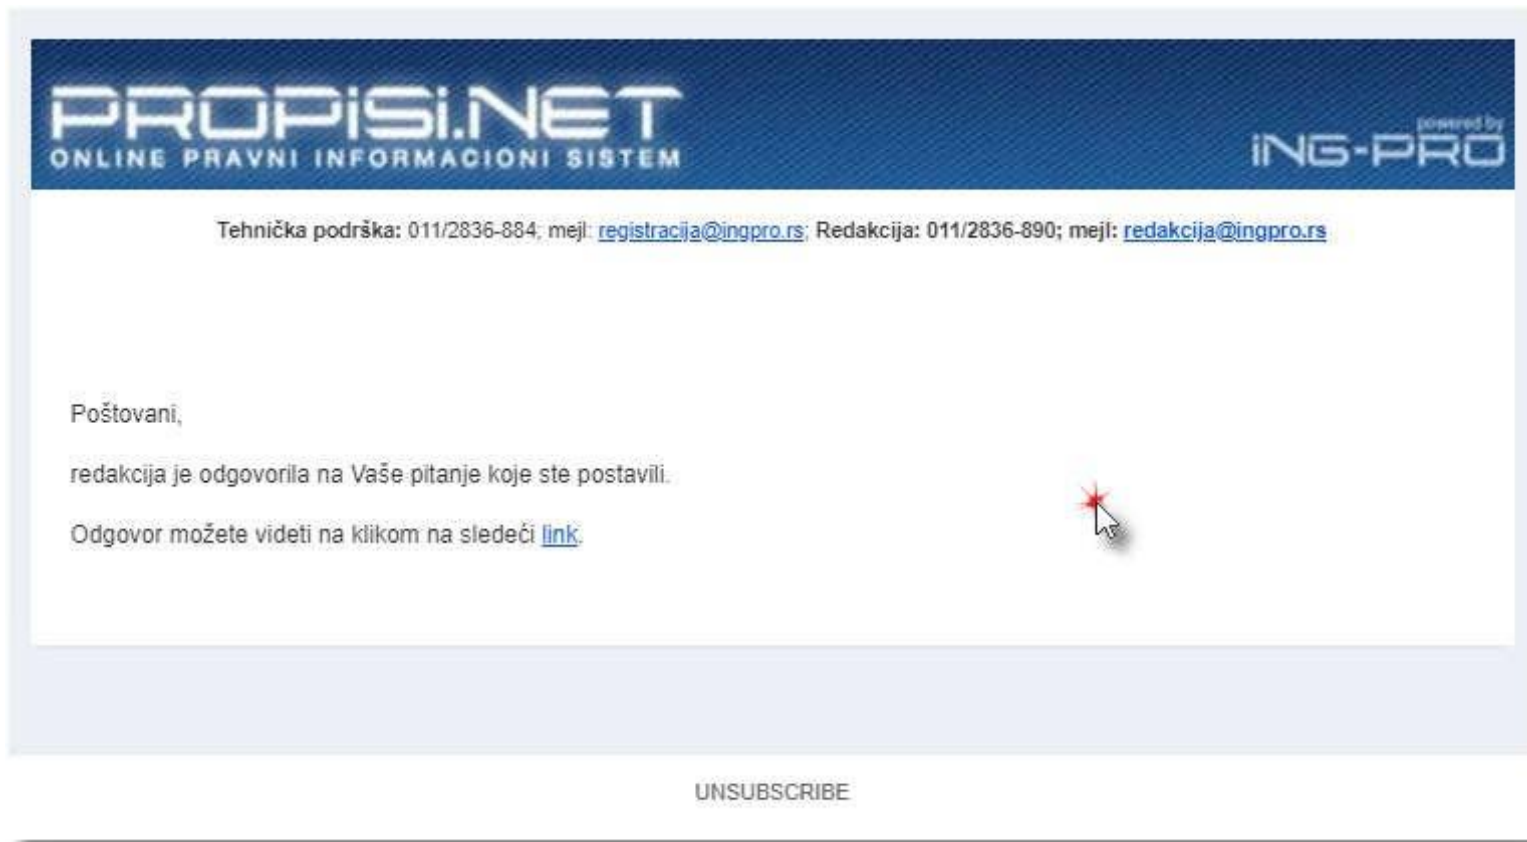 PROPiSi.NET
ONLINE PRAVNI INFORMACIONI SISTEM
powered by
iNG-PRO
Tehnička podrška: 011/2836-884; mejl: registracija@ingpro.rs; Redakcija: 011/2836-890; mejl: redakcija@ingpro.rs
Poštovani,
redakcija je odgovorila na Vaše pitanje koje ste postavili.
Odgovor možete videti na klikom na sledeći link.
UNSUBSCRIBE